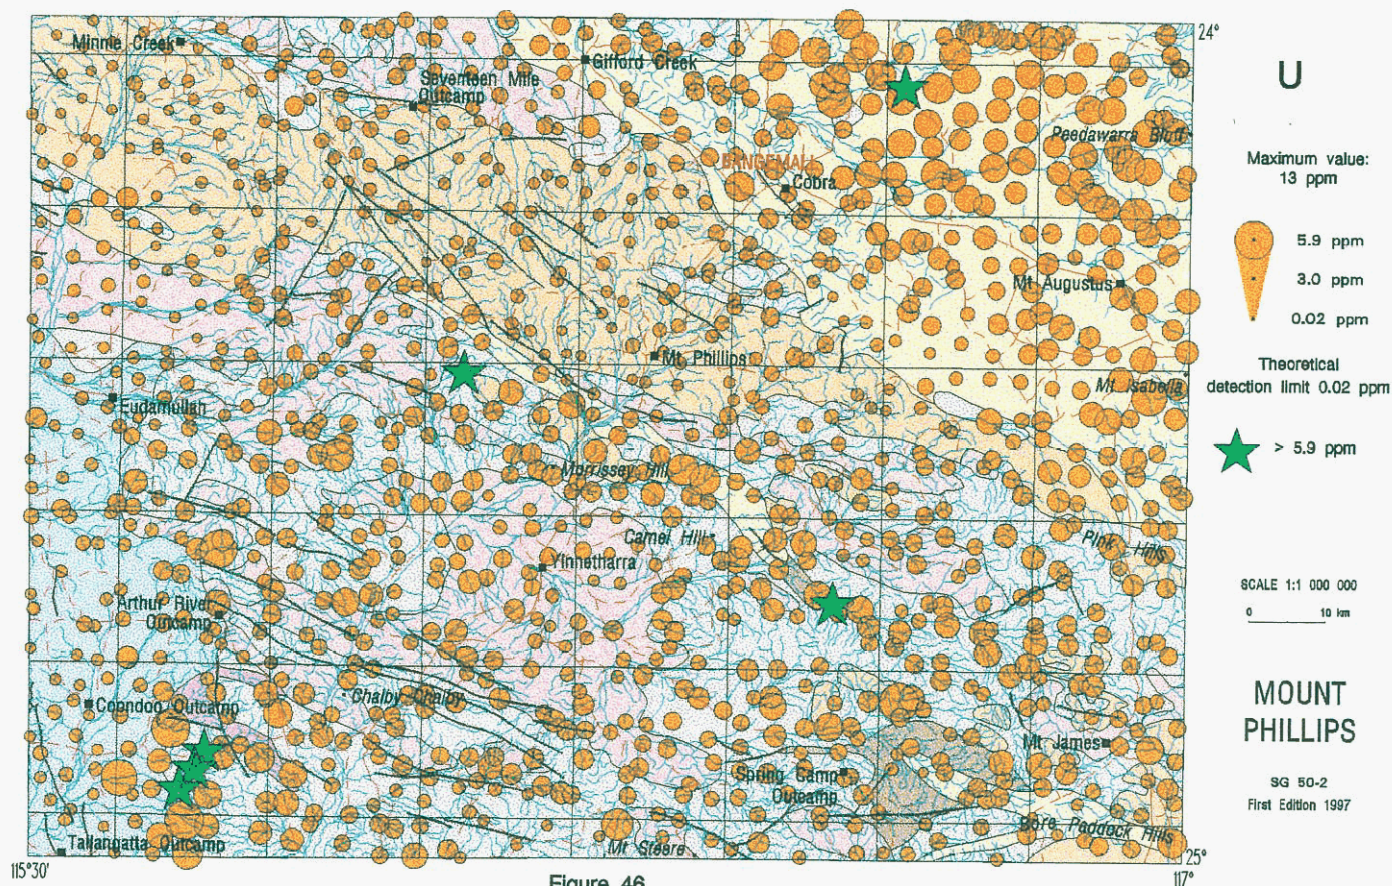 24°
Minnie Creek
Gifford Creek
Seventeen Mile
Outcamp
Peedawarra Bluff
BANGEMALL
Cobra
Mt Augustus
Mt Phillips
Mt Isabella
Eudamullah
Morrissey Hill
Camel Hill
Pink Hills
Yinnetharra
Arthur River
Outcamp
Chalby Chalby
Coondoo Outcamp
Mt James
Spring Camp
Outcamp
Bore Paddock Hills
Tallangatta Outcamp
Mt Steere
115°30'
25°
117°
U
Maximum value:
13 ppm
5.9 ppm
3.0 ppm
0.02 ppm
Theoretical
detection limit 0.02 ppm
> 5.9 ppm
SCALE 1:1 000 000
0 10 km
MOUNT
PHILLIPS
SG 50-2
First Edition 1997
Figure 46